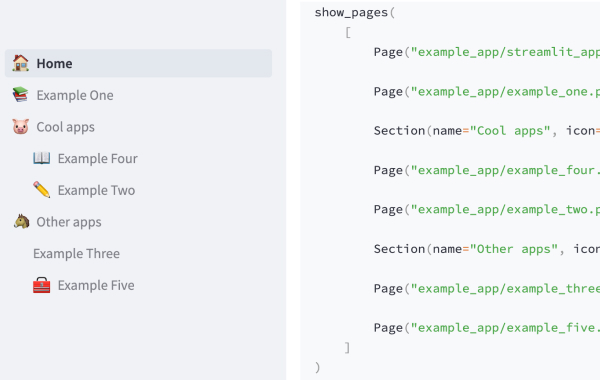 Home
Example One
Cool apps
Example Four
Example Two
Other apps
Example Three
Example Five
show_pages(
[
Page("example_app/streamlit_app
Page("example_app/example_one.p
Section(name="Cool apps", icon=
Page("example_app/example_four.
Page("example_app/example_two.p
Section(name="Other apps", icon
Page("example_app/example_three
Page("example_app/example_five.
]
)